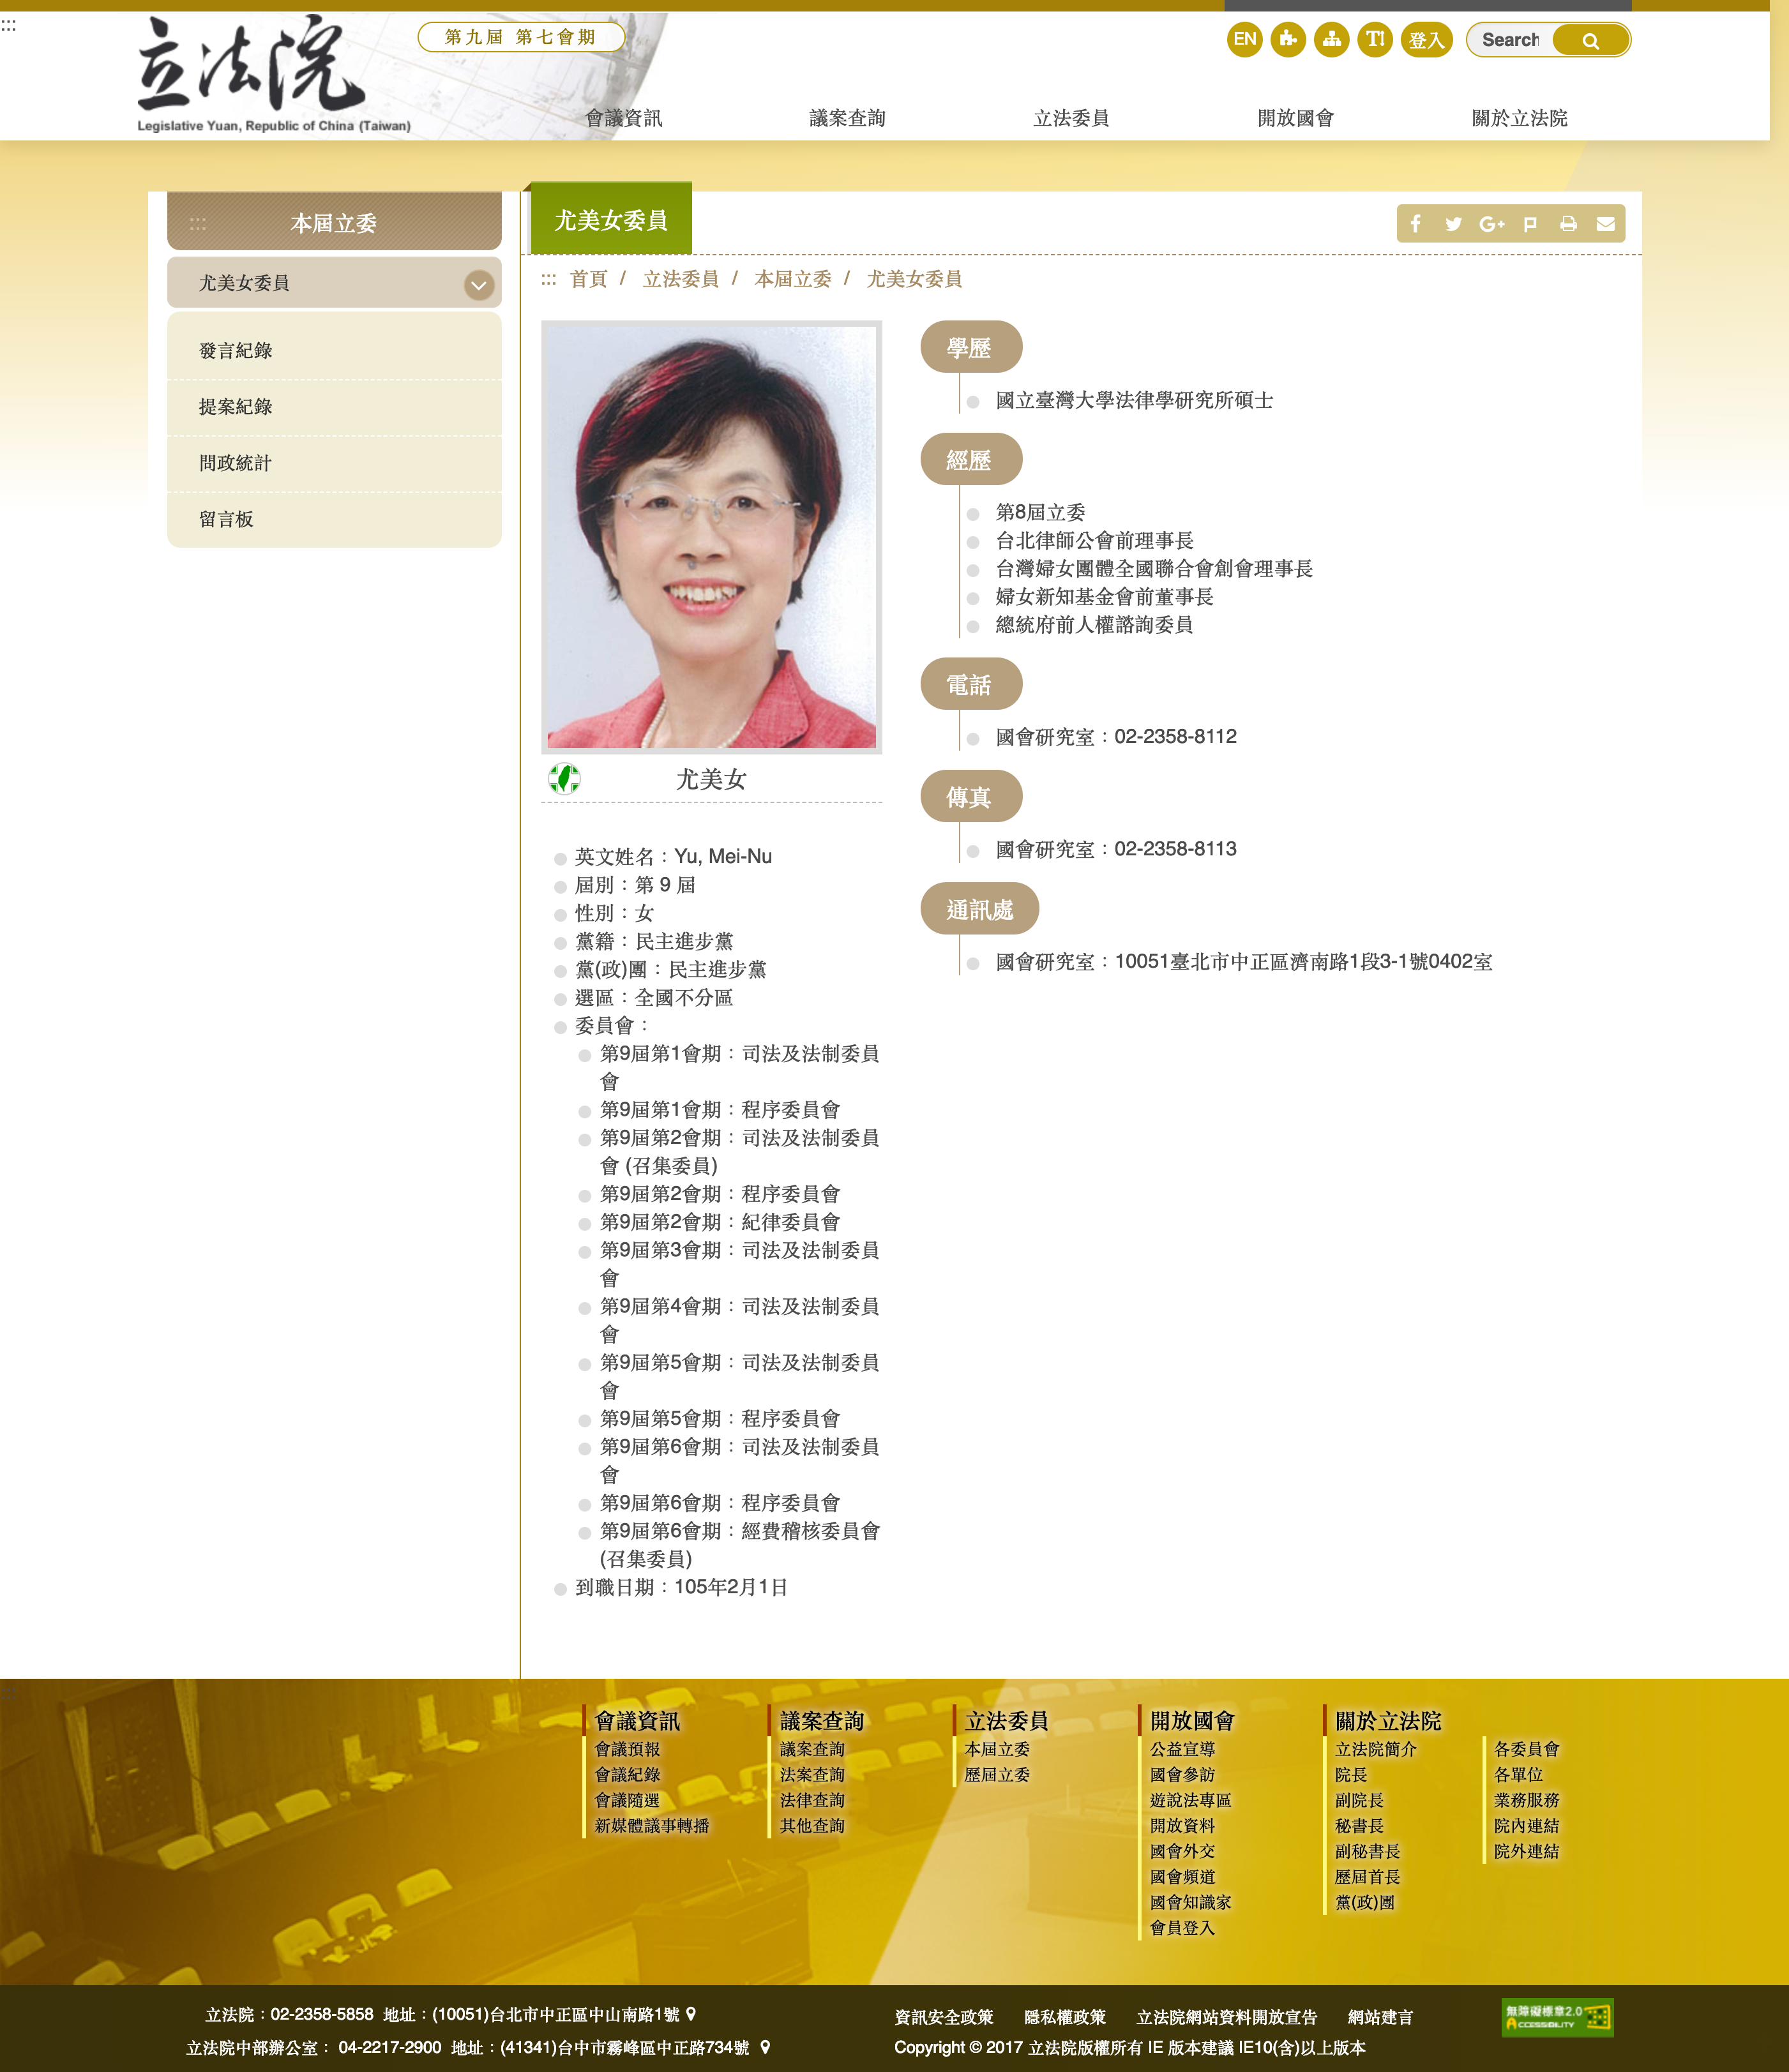 :::
立法院
Legislative Yuan, Republic of China (Taiwan)
第九屆 第七會期
EN
T
登入
Search
會議資訊
議案查詢
立法委員
開放國會
關於立法院
:::
本屆立委
尤美女委員
發言紀錄
提案紀錄
問政統計
留言板
尤美女委員
::: 首頁 / 立法委員 / 本屆立委 / 尤美女委員
尤美女
英文姓名：Yu, Mei-Nu
屆別：第 9 屆
性別：女
黨籍：民主進步黨
黨(政)團：民主進步黨
選區：全國不分區
委員會：
第9屆第1會期：司法及法制委員
會
第9屆第1會期：程序委員會
第9屆第2會期：司法及法制委員
會 (召集委員)
第9屆第2會期：程序委員會
第9屆第2會期：紀律委員會
第9屆第3會期：司法及法制委員
會
第9屆第4會期：司法及法制委員
會
第9屆第5會期：司法及法制委員
會
第9屆第5會期：程序委員會
第9屆第6會期：司法及法制委員
會
第9屆第6會期：程序委員會
第9屆第6會期：經費稽核委員會
(召集委員)
到職日期：105年2月1日
學歷
國立臺灣大學法律學研究所碩士
經歷
第8屆立委
台北律師公會前理事長
台灣婦女團體全國聯合會創會理事長
婦女新知基金會前董事長
總統府前人權諮詢委員
電話
國會研究室：02-2358-8112
傳真
國會研究室：02-2358-8113
通訊處
國會研究室：10051臺北市中正區濟南路1段3-1號0402室
會議資訊
會議預報
會議紀錄
會議隨選
新媒體議事轉播
議案查詢
議案查詢
法案查詢
法律查詢
其他查詢
立法委員
本屆立委
歷屆立委
開放國會
公益宣導
國會參訪
遊說法專區
開放資料
國會外交
國會頻道
國會知識家
會員登入
關於立法院
立法院簡介
院長
副院長
秘書長
副秘書長
歷屆首長
黨(政)團
各委員會
各單位
業務服務
院內連結
院外連結
立法院：02-2358-5858 地址：(10051)台北市中正區中山南路1號
立法院中部辦公室： 04-2217-2900 地址：(41341)台中市霧峰區中正路734號
資訊安全政策 隱私權政策 立法院網站資料開放宣告 網站建言
Copyright © 2017 立法院版權所有 IE 版本建議 IE10(含)以上版本
無障礙標章2.0
ACCESSIBILITY